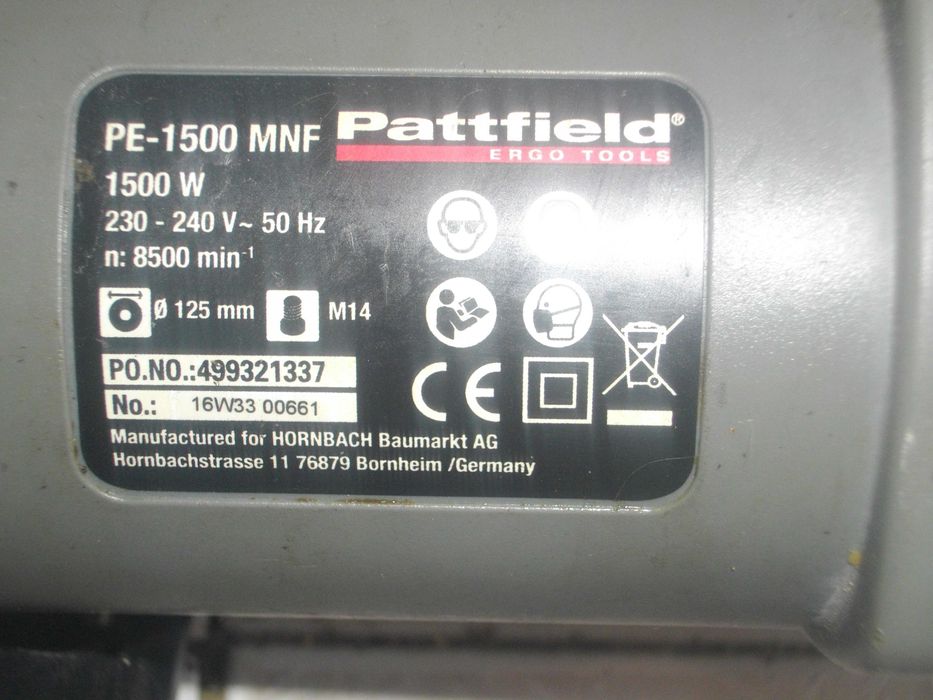 PE-1500 MNF
Pattfield®
ERGO TOOLS
1500 W
230 - 240 V~ 50 Hz
n: 8500 min-1
Ø 125 mm
M14
PO.NO.:499321337
No.: 16W33 00661
CE
Manufactured for HORNBACH Baumarkt AG
Hornbachstrasse 11 76879 Bornheim /Germany